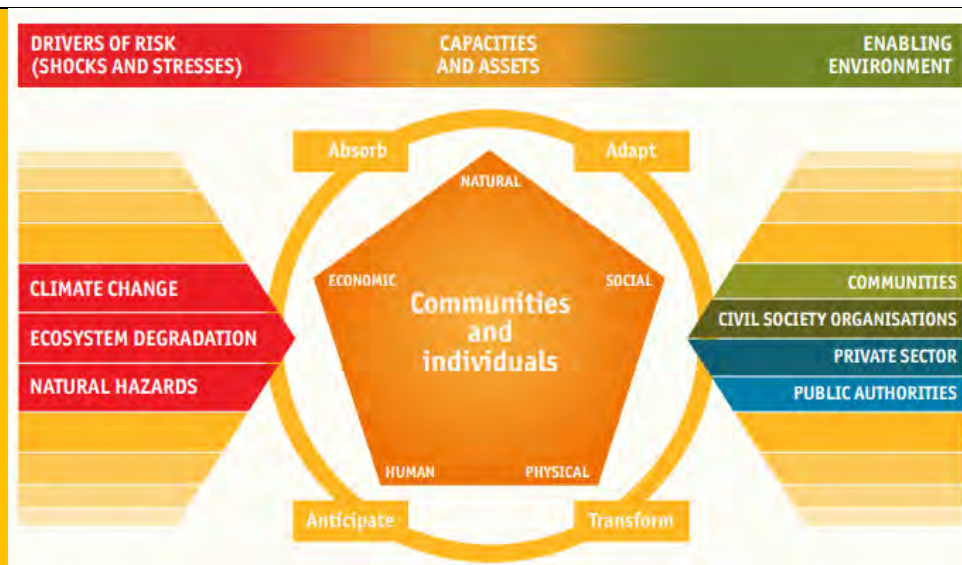 DRIVERS OF RISK
(SHOCKS AND STRESSES)
CAPACITIES
AND ASSETS
ENABLING
ENVIRONMENT
Absorb
Adapt
NATURAL
ECONOMIC
SOCIAL
Communities
and
individuals
HUMAN
PHYSICAL
Anticipate
Transform
CLIMATE CHANGE
ECOSYSTEM DEGRADATION
NATURAL HAZARDS
COMMUNITIES
CIVIL SOCIETY ORGANISATIONS
PRIVATE SECTOR
PUBLIC AUTHORITIES